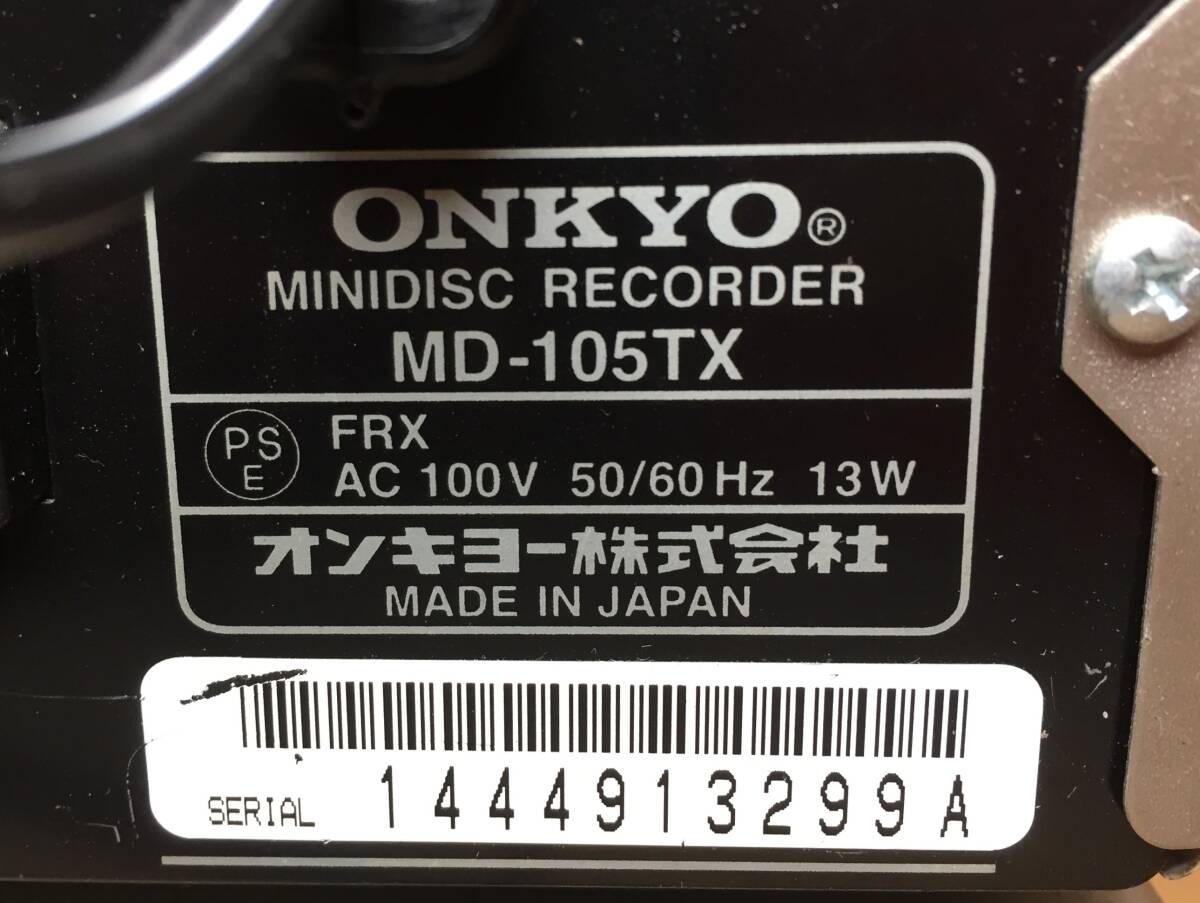 ONKYO®
MINIDISC RECORDER
MD-105TX
PS
E
FRX
AC 100V 50/60Hz 13W
オンキヨー株式会社
MADE IN JAPAN
SERIAL 1444913299A